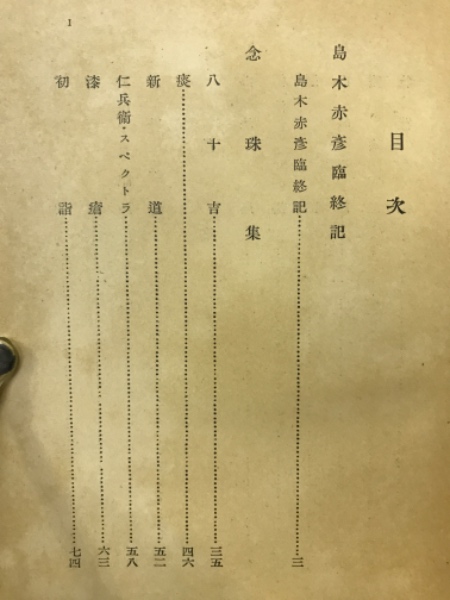 目次
島木赤彦臨終記
島木赤彦臨終記……三
念珠集
八十吉……三五
痰……四六
新道……五二
仁兵衛・スペクトラ……五八
漆瘡……六三
初詣……七四
1